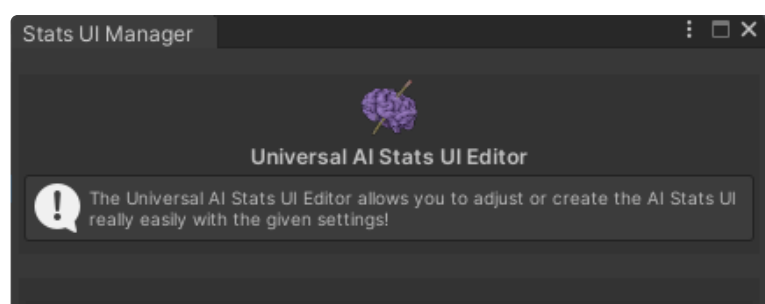 Stats UI Manager
Universal AI Stats UI Editor
The Universal AI Stats UI Editor allows you to adjust or create the AI Stats UI
really easily with the given settings!